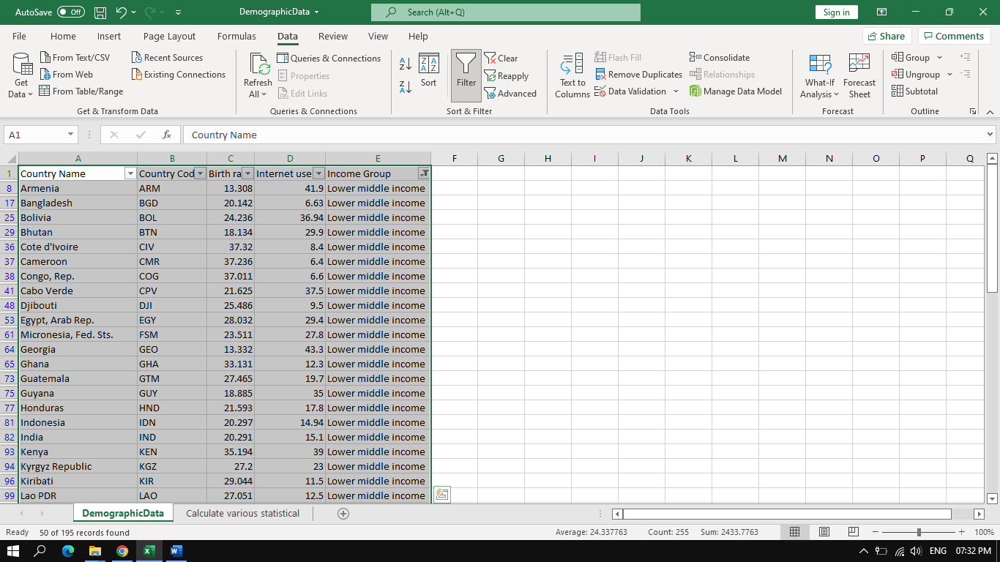 AutoSave Off DemographicData Search (Alt+Q) Sign in
File Home Insert Page Layout Formulas Data Review View Help Share Comments
Get Data
From Text/CSV
From Web
From Table/Range
Recent Sources
Existing Connections
Get & Transform Data
Refresh All
Queries & Connections
Properties
Edit Links
Queries & Connections
Sort
Filter
Clear
Reapply
Advanced
Sort & Filter
Text to Columns
Flash Fill
Remove Duplicates
Data Validation
Consolidate
Relationships
Manage Data Model
Data Tools
What-If Analysis
Forecast Sheet
Forecast
Group
Ungroup
Subtotal
Outline
A1 fx Country Name
A B C D E F G H I J K L M N O P Q
1 Country Name Country Cod Birth ra Internet use Income Group
8 Armenia ARM 13.308 41.9 Lower middle income
17 Bangladesh BGD 20.142 6.63 Lower middle income
25 Bolivia BOL 24.236 36.94 Lower middle income
29 Bhutan BTN 18.134 29.9 Lower middle income
36 Cote d'Ivoire CIV 37.32 8.4 Lower middle income
37 Cameroon CMR 37.236 6.4 Lower middle income
38 Congo, Rep. COG 37.011 6.6 Lower middle income
41 Cabo Verde CPV 21.625 37.5 Lower middle income
48 Djibouti DJI 25.486 9.5 Lower middle income
53 Egypt, Arab Rep. EGY 28.032 29.4 Lower middle income
61 Micronesia, Fed. Sts. FSM 23.511 27.8 Lower middle income
64 Georgia GEO 13.332 43.3 Lower middle income
65 Ghana GHA 33.131 12.3 Lower middle income
73 Guatemala GTM 27.465 19.7 Lower middle income
75 Guyana GUY 18.885 35 Lower middle income
77 Honduras HND 21.593 17.8 Lower middle income
81 Indonesia IDN 20.297 14.94 Lower middle income
82 India IND 20.291 15.1 Lower middle income
93 Kenya KEN 35.194 39 Lower middle income
94 Kyrgyz Republic KGZ 27.2 23 Lower middle income
96 Kiribati KIR 29.044 11.5 Lower middle income
99 Lao PDR LAO 27.051 12.5 Lower middle income
DemographicData Calculate various statistical
Ready 50 of 195 records found Average: 24.337763 Count: 255 Sum: 2433.7763 100%
ENG 07:32 PM